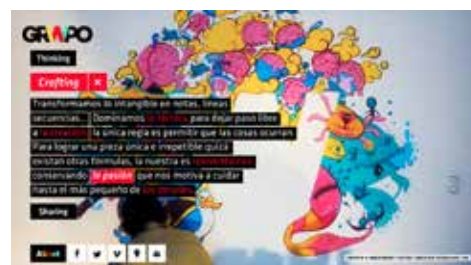 GRAPO
Thinking
Crafting ×
Transformamos lo intangible en notas, líneas
secuencias... Dominamos la técnica para dejar paso libre
a la la única regla es permitir que las cosas ocurran
Para lograr una pieza única e irrepetible quizá
existan otras fórmulas, la nuestra es
conservando la pasión que nos motiva a cuidar
hasta el más pequeño de los detalles
Sharing
About